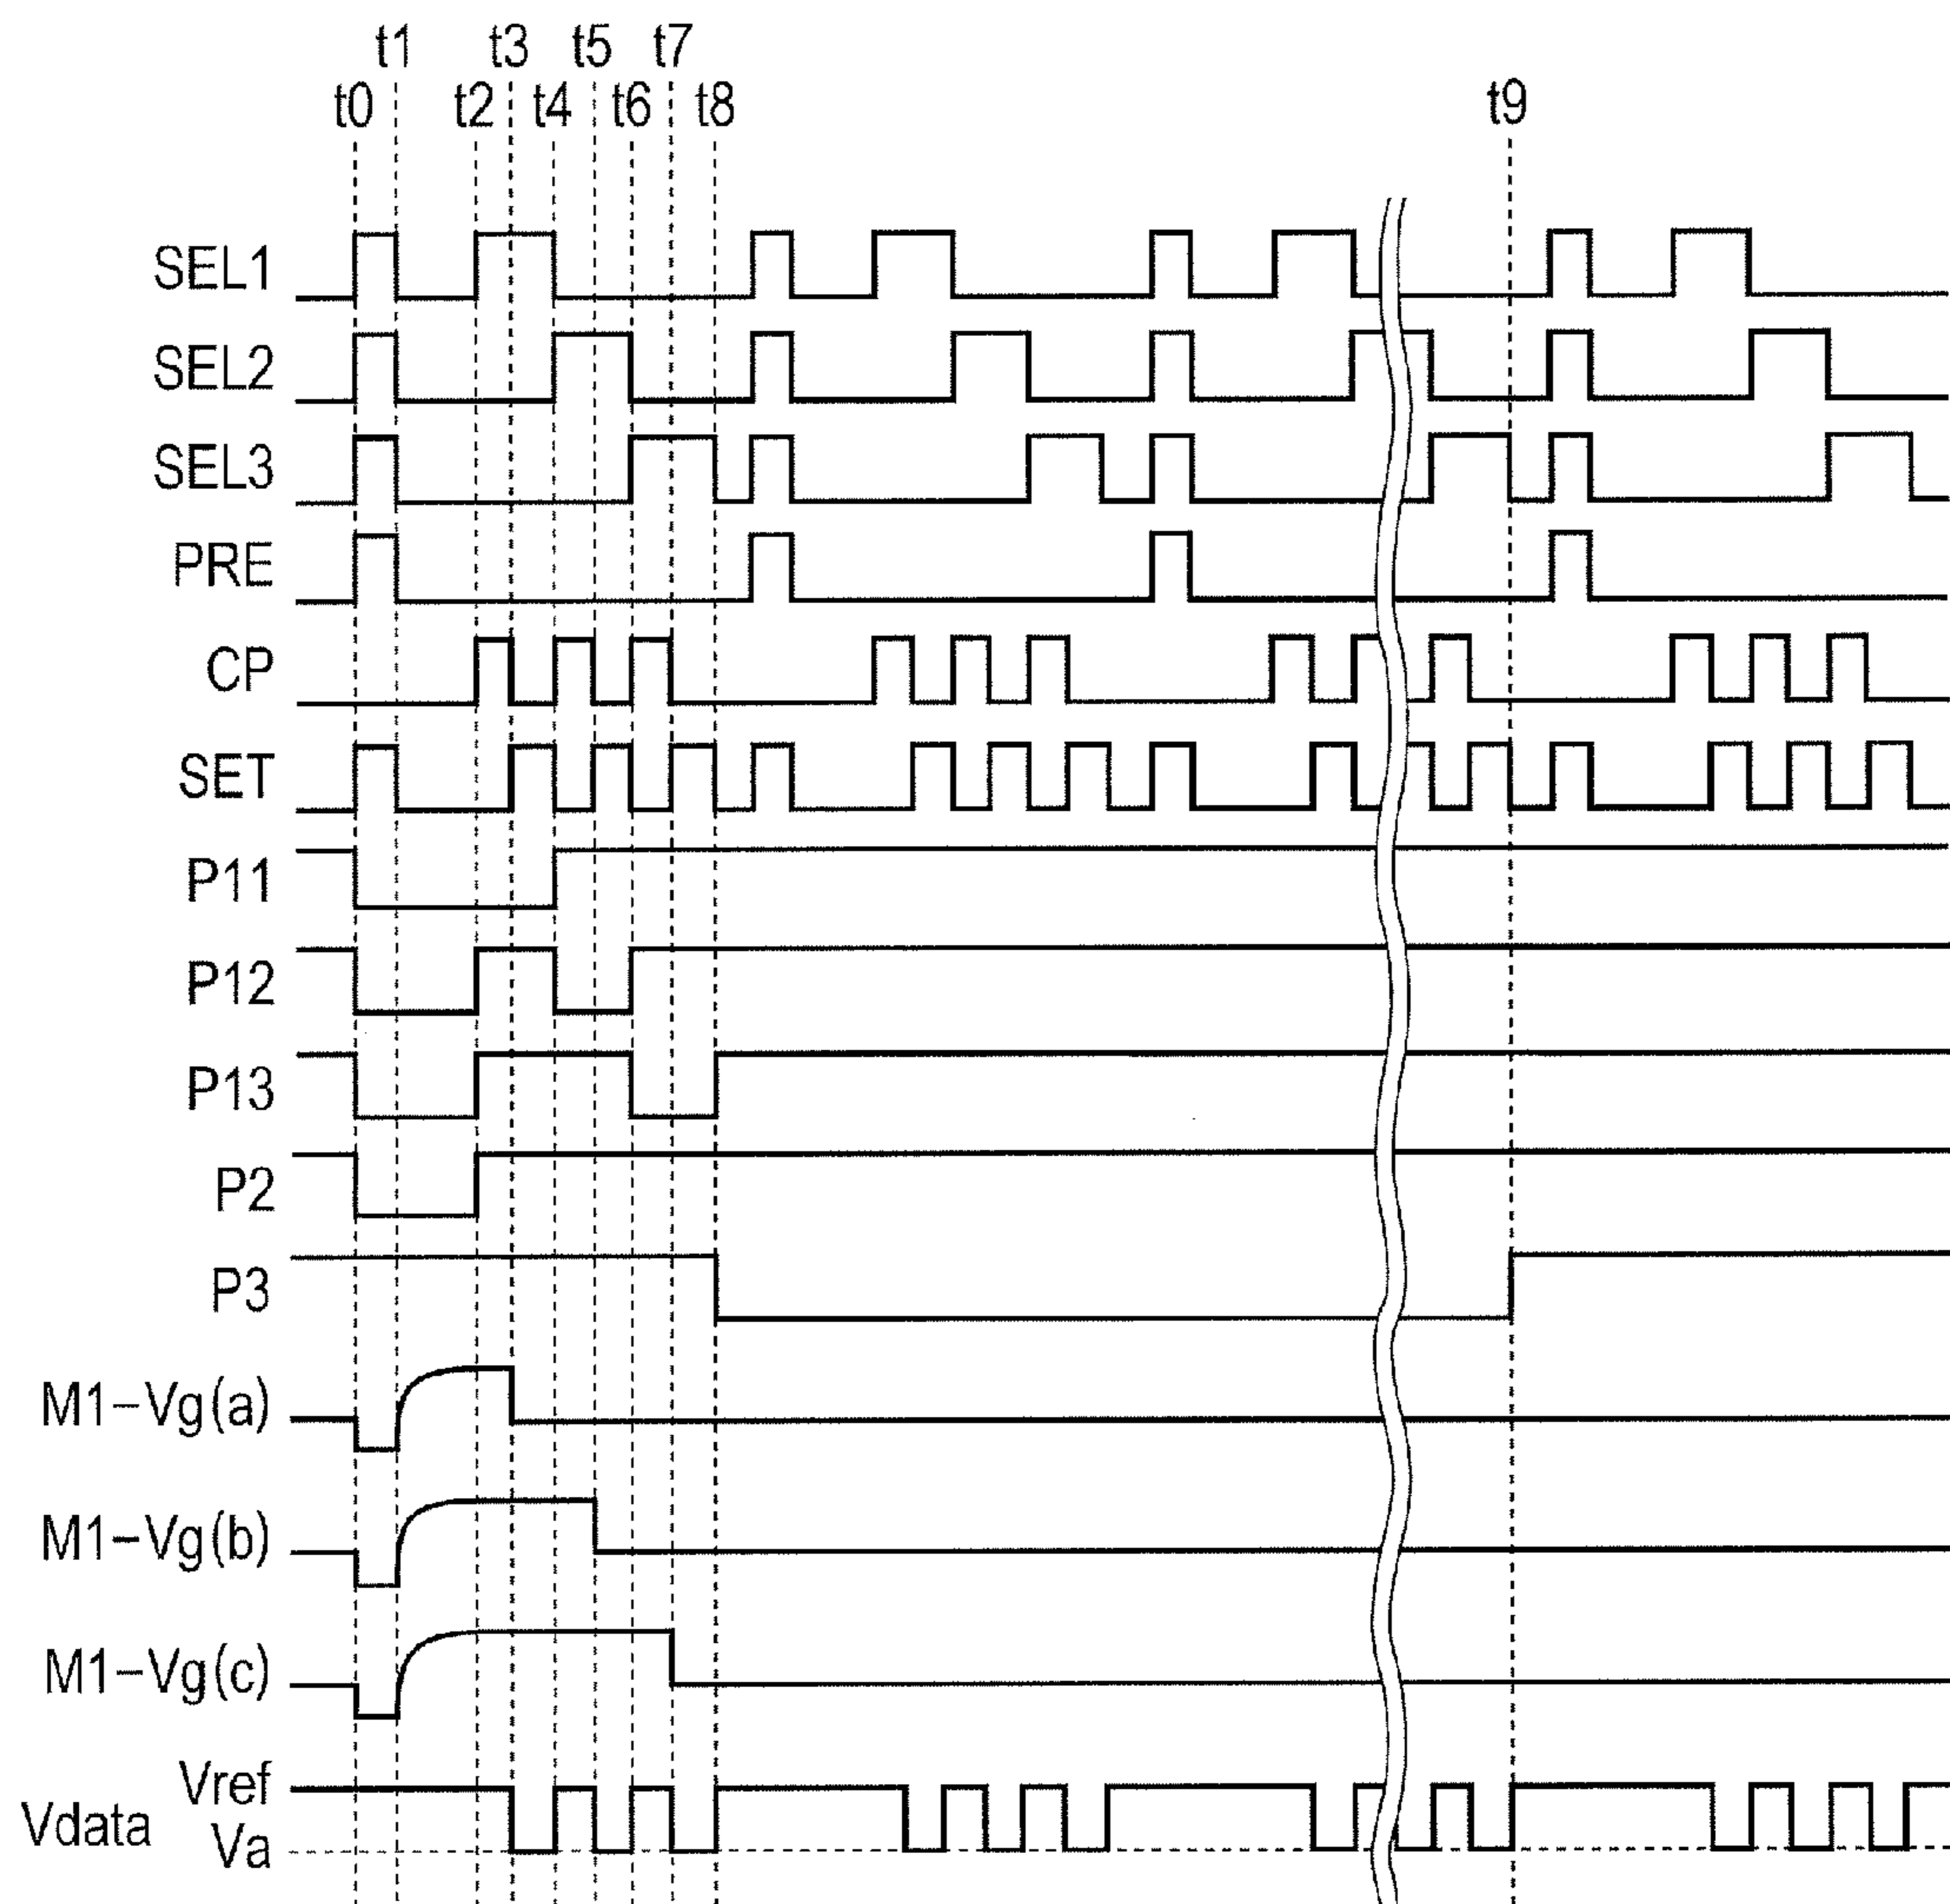 t1 t3 t5 t7
t0 t2 t4 t6 t8 t9
SEL1
SEL2
SEL3
PRE
CP
SET
P11
P12
P13
P2
P3
M1-Vg(a)
M1-Vg(b)
M1-Vg(c)
Vref
Vdata
Va